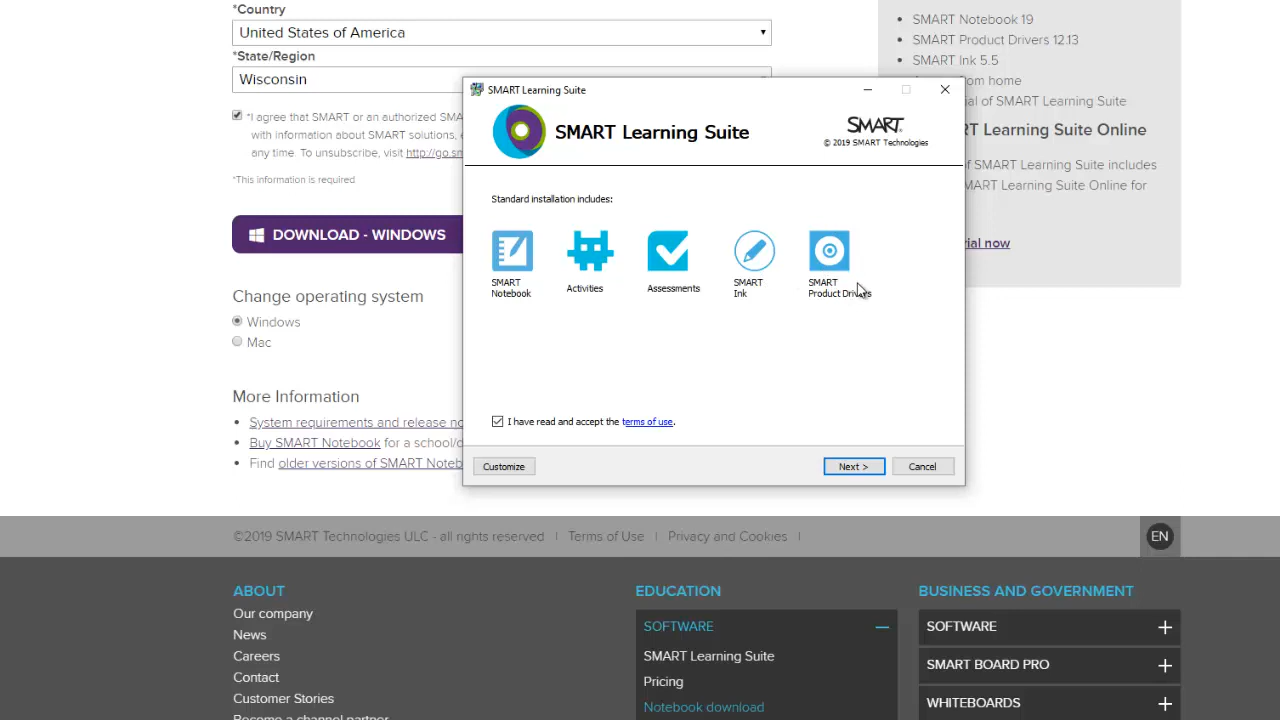 *Country
United States of America
*State/Region
Wisconsin
*I agree that SMART or an authorized SMA
with information about SMART solutions, e
any time To unsubscribe, visit http://go.sm
*This information is required
DOWNLOAD - WINDOWS
Change operating system
Windows
Mac
More Information
System requirements and release no
Buy SMART Notebook for a school/d
Find older versions of SMART Noteb
SMART Notebook 19
SMART Product Drivers 12.13
SMART Ink 5.5
om home
ial of SMART Learning Suite
RT Learning Suite Online
of SMART Learning Suite includes
MART Learning Suite Online for
ial now
SMART Learning Suite
SMART Learning Suite
SMART
© 2019 SMART Technologies
Standard installation includes:
SMART
Notebook
Activities
Assessments
SMART
Ink
SMART
Product Drivers
I have read and accept the terms of use.
Customize
Next >
Cancel
©2019 SMART Technologies ULC - all rights reserved | Terms of Use | Privacy and Cookies |
EN
ABOUT
Our company
News
Careers
Contact
Customer Stories
Become a channel partner
EDUCATION
SOFTWARE
SMART Learning Suite
Pricing
Notebook download
BUSINESS AND GOVERNMENT
SOFTWARE
SMART BOARD PRO
WHITEBOARDS